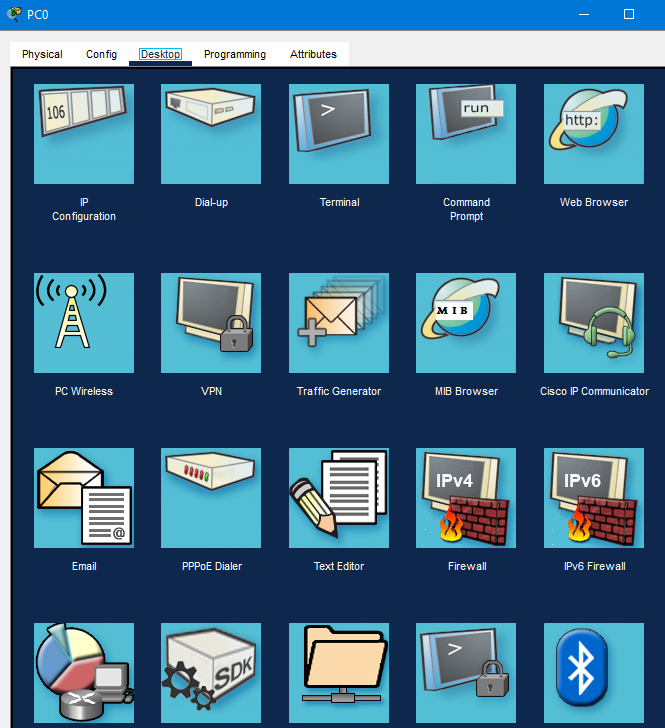 PC0
Physical Config Desktop Programming Attributes
106
>
run
http:
IP
Configuration
Dial-up
Terminal
Command
Prompt
Web Browser
MIB
PC Wireless
VPN
Traffic Generator
MIB Browser
Cisco IP Communicator
@
IPv4
IPv6
Email
PPPoE Dialer
Text Editor
Firewall
IPv6 Firewall
SDK
>